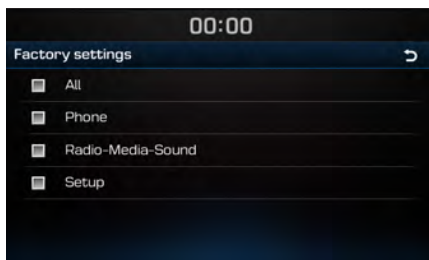 00:00
Factory settings
All
Phone
Radio-Media-Sound
Setup